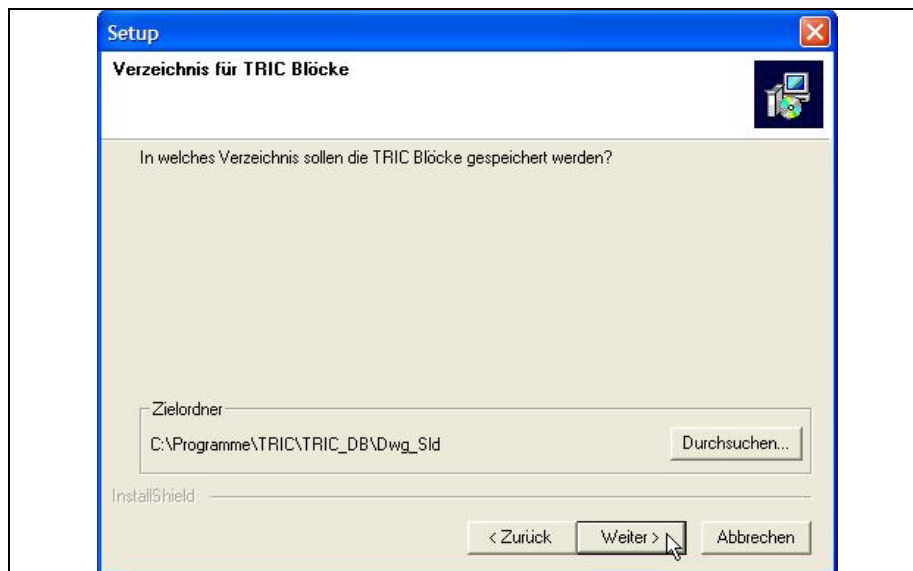 Setup
Verzeichnis für TRIC Blöcke
In welches Verzeichnis sollen die TRIC Blöcke gespeichert werden?
Zielordner
C:\Programme\TRIC\TRIC_DB\Dwg_Sld
Durchsuchen...
InstallShield
< Zurück
Weiter >
Abbrechen